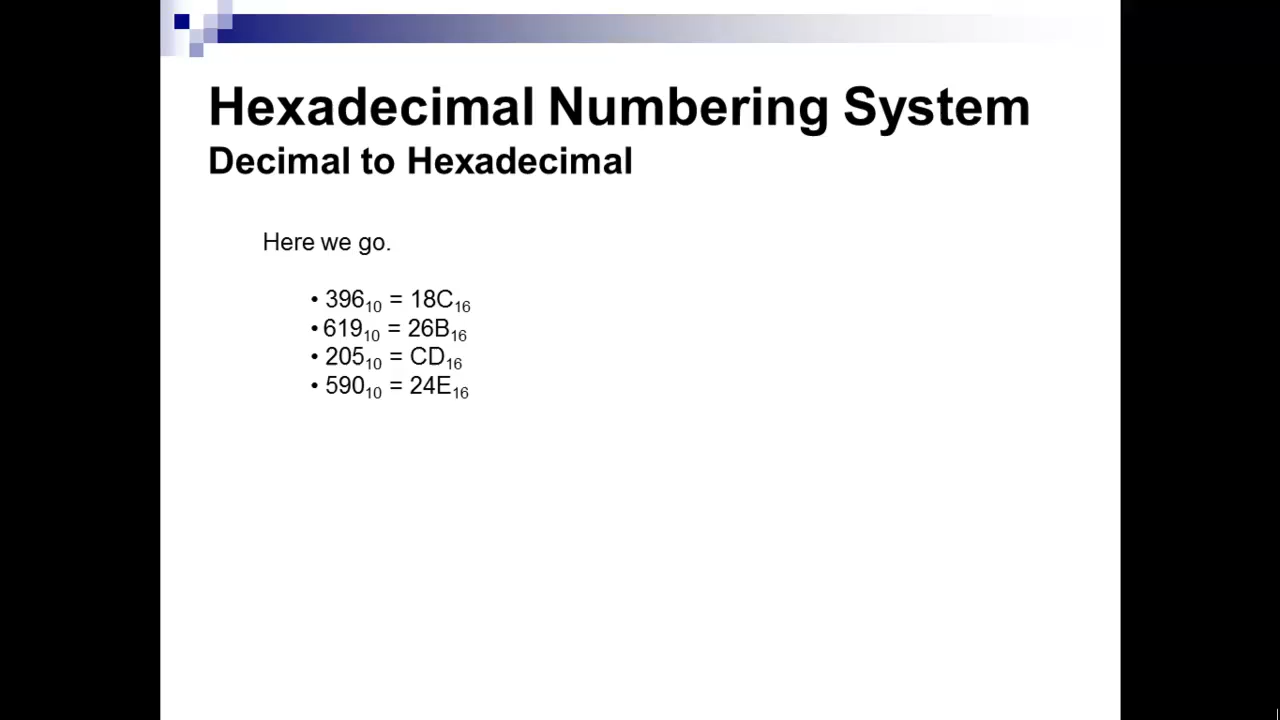 Hexadecimal Numbering System
Decimal to Hexadecimal
Here we go.
• 396₁₀ = 18C₁₆
• 619₁₀ = 26B₁₆
• 205₁₀ = CD₁₆
• 590₁₀ = 24E₁₆